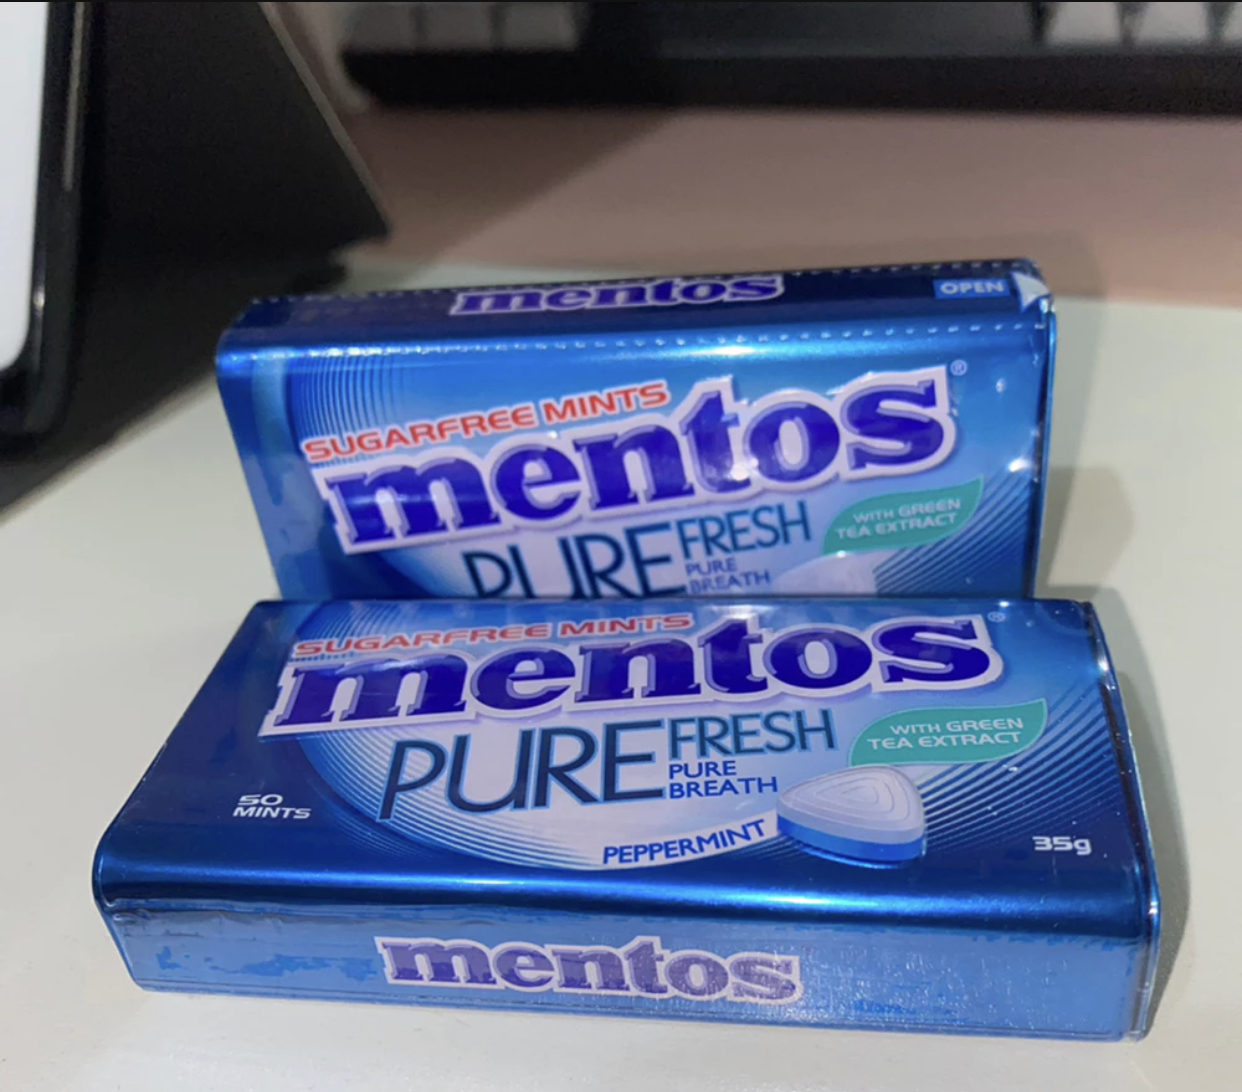 mentos
OPEN
SUGARFREE MINTS
mentos®
PURE FRESH
PURE
BREATH
WITH GREEN
TEA EXTRACT
SUGARFREE MINTS
mentos®
PURE FRESH
PURE
BREATH
WITH GREEN
TEA EXTRACT
50
MINTS
PEPPERMINT
35g
mentos